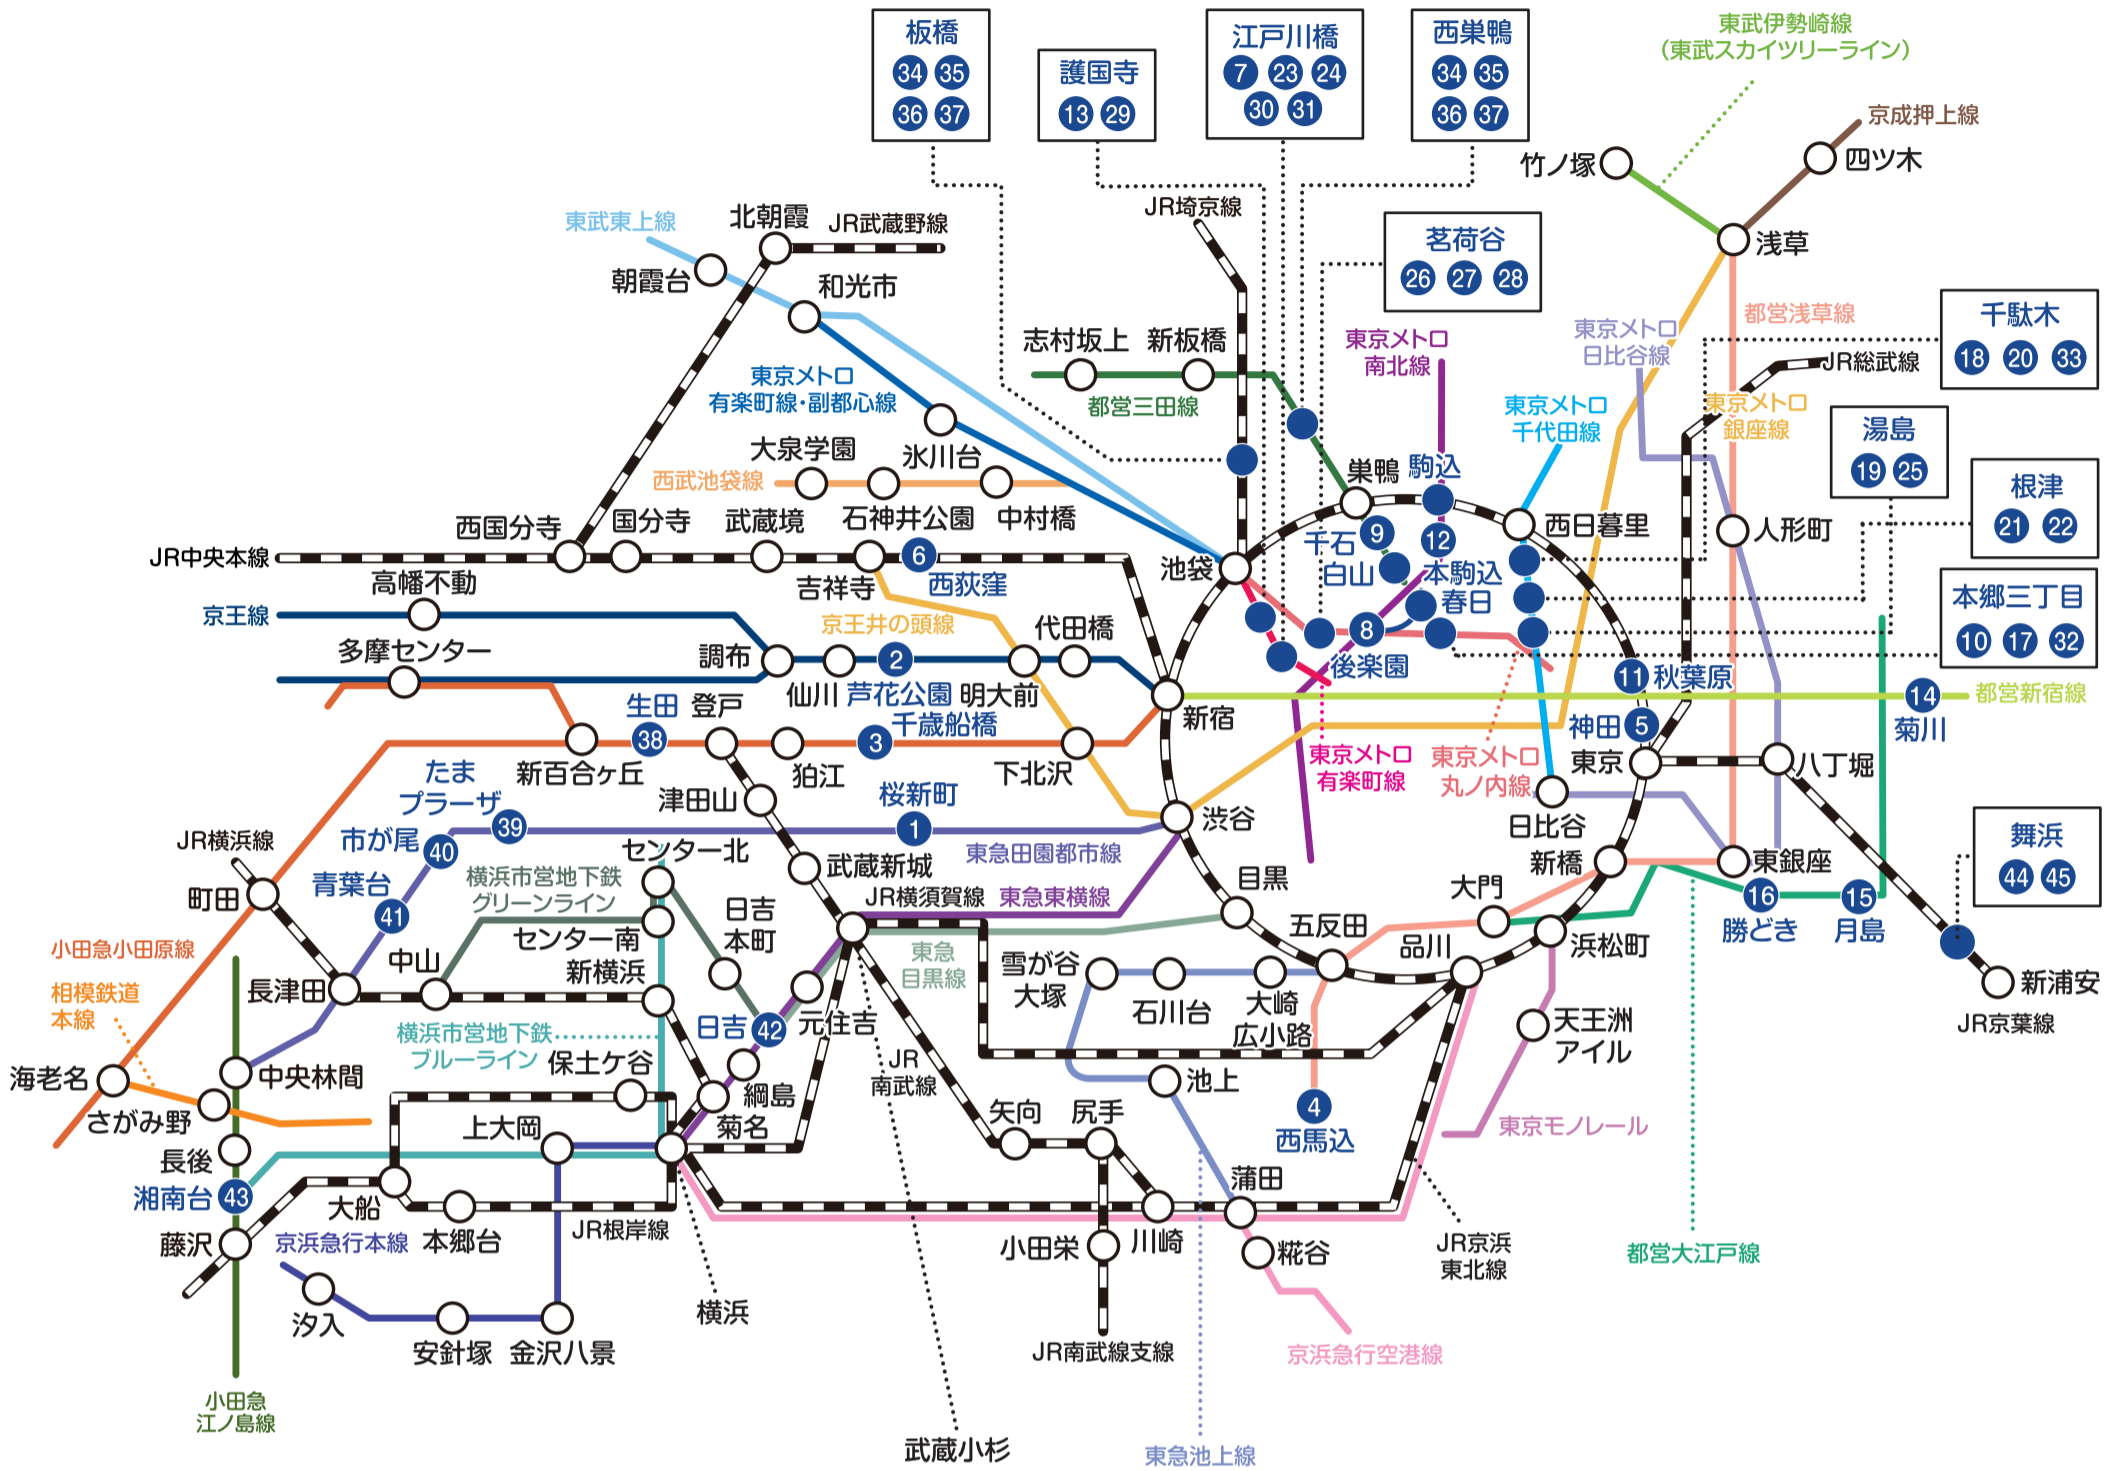 板橋
34 35
36 37
護国寺
13 29
江戸川橋
7 23 24
30 31
西巣鴨
34 35
36 37
東武伊勢崎線
(東武スカイツリーライン)
京成押上線
竹ノ塚
四ツ木
浅草
東武東上線
北朝霞
JR武蔵野線
朝霞台
和光市
JR埼京線
茗荷谷
26 27 28
千駄木
18 20 33
都営浅草線
東京メトロ
日比谷線
JR総武線
志村坂上
新板橋
都営三田線
東京メトロ
南北線
東京メトロ
有楽町線・副都心線
東京メトロ
千代田線
東京メトロ
銀座線
湯島
19 25
根津
21 22
本郷三丁目
10 17 32
大泉学園
氷川台
西武池袋線
石神井公園
中村橋
巣鴨
駒込
西日暮里
人形町
西国分寺
国分寺
武蔵境
JR中央本線
吉祥寺
6
西荻窪
池袋
9
千石
白山
12
本駒込
春日
8
後楽園
高幡不動
京王線
京王井の頭線
代田橋
多摩センター
調布
仙川
2
芦花公園
明大前
新宿
11
秋葉原
14
菊川
都営新宿線
5
神田
東京
八丁堀
生田
38
登戸
千歳船橋
3
新百合ヶ丘
狛江
下北沢
東京メトロ
有楽町線
東京メトロ
丸ノ内線
日比谷
たま
プラーザ
39
津田山
桜新町
1
渋谷
市が尾
40
JR横浜線
センター北
武蔵新城
東急田園都市線
町田
青葉台
41
横浜市営地下鉄
グリーンライン
日吉
本町
JR横須賀線
東急東横線
目黒
新橋
東銀座
舞浜
44 45
16
勝どき
15
月島
大門
浜松町
五反田
品川
小田急小田原線
中山
センター南
新横浜
東急
目黒線
雪が谷
大塚
石川台
大崎
広小路
新浦安
JR京葉線
相模鉄道
本線
長津田
横浜市営地下鉄
ブルーライン
日吉
42
元住吉
天王洲
アイル
海老名
中央林間
保土ケ谷
綱島
JR
南武線
池上
さがみ野
上大岡
菊名
矢向
尻手
4
西馬込
東京モノレール
長後
湘南台
43
大船
蒲田
藤沢
京浜急行本線
本郷台
JR根岸線
小田栄
川崎
糀谷
JR京浜
東北線
都営大江戸線
汐入
安針塚
金沢八景
横浜
JR南武線支線
京浜急行空港線
小田急
江ノ島線
武蔵小杉
東急池上線